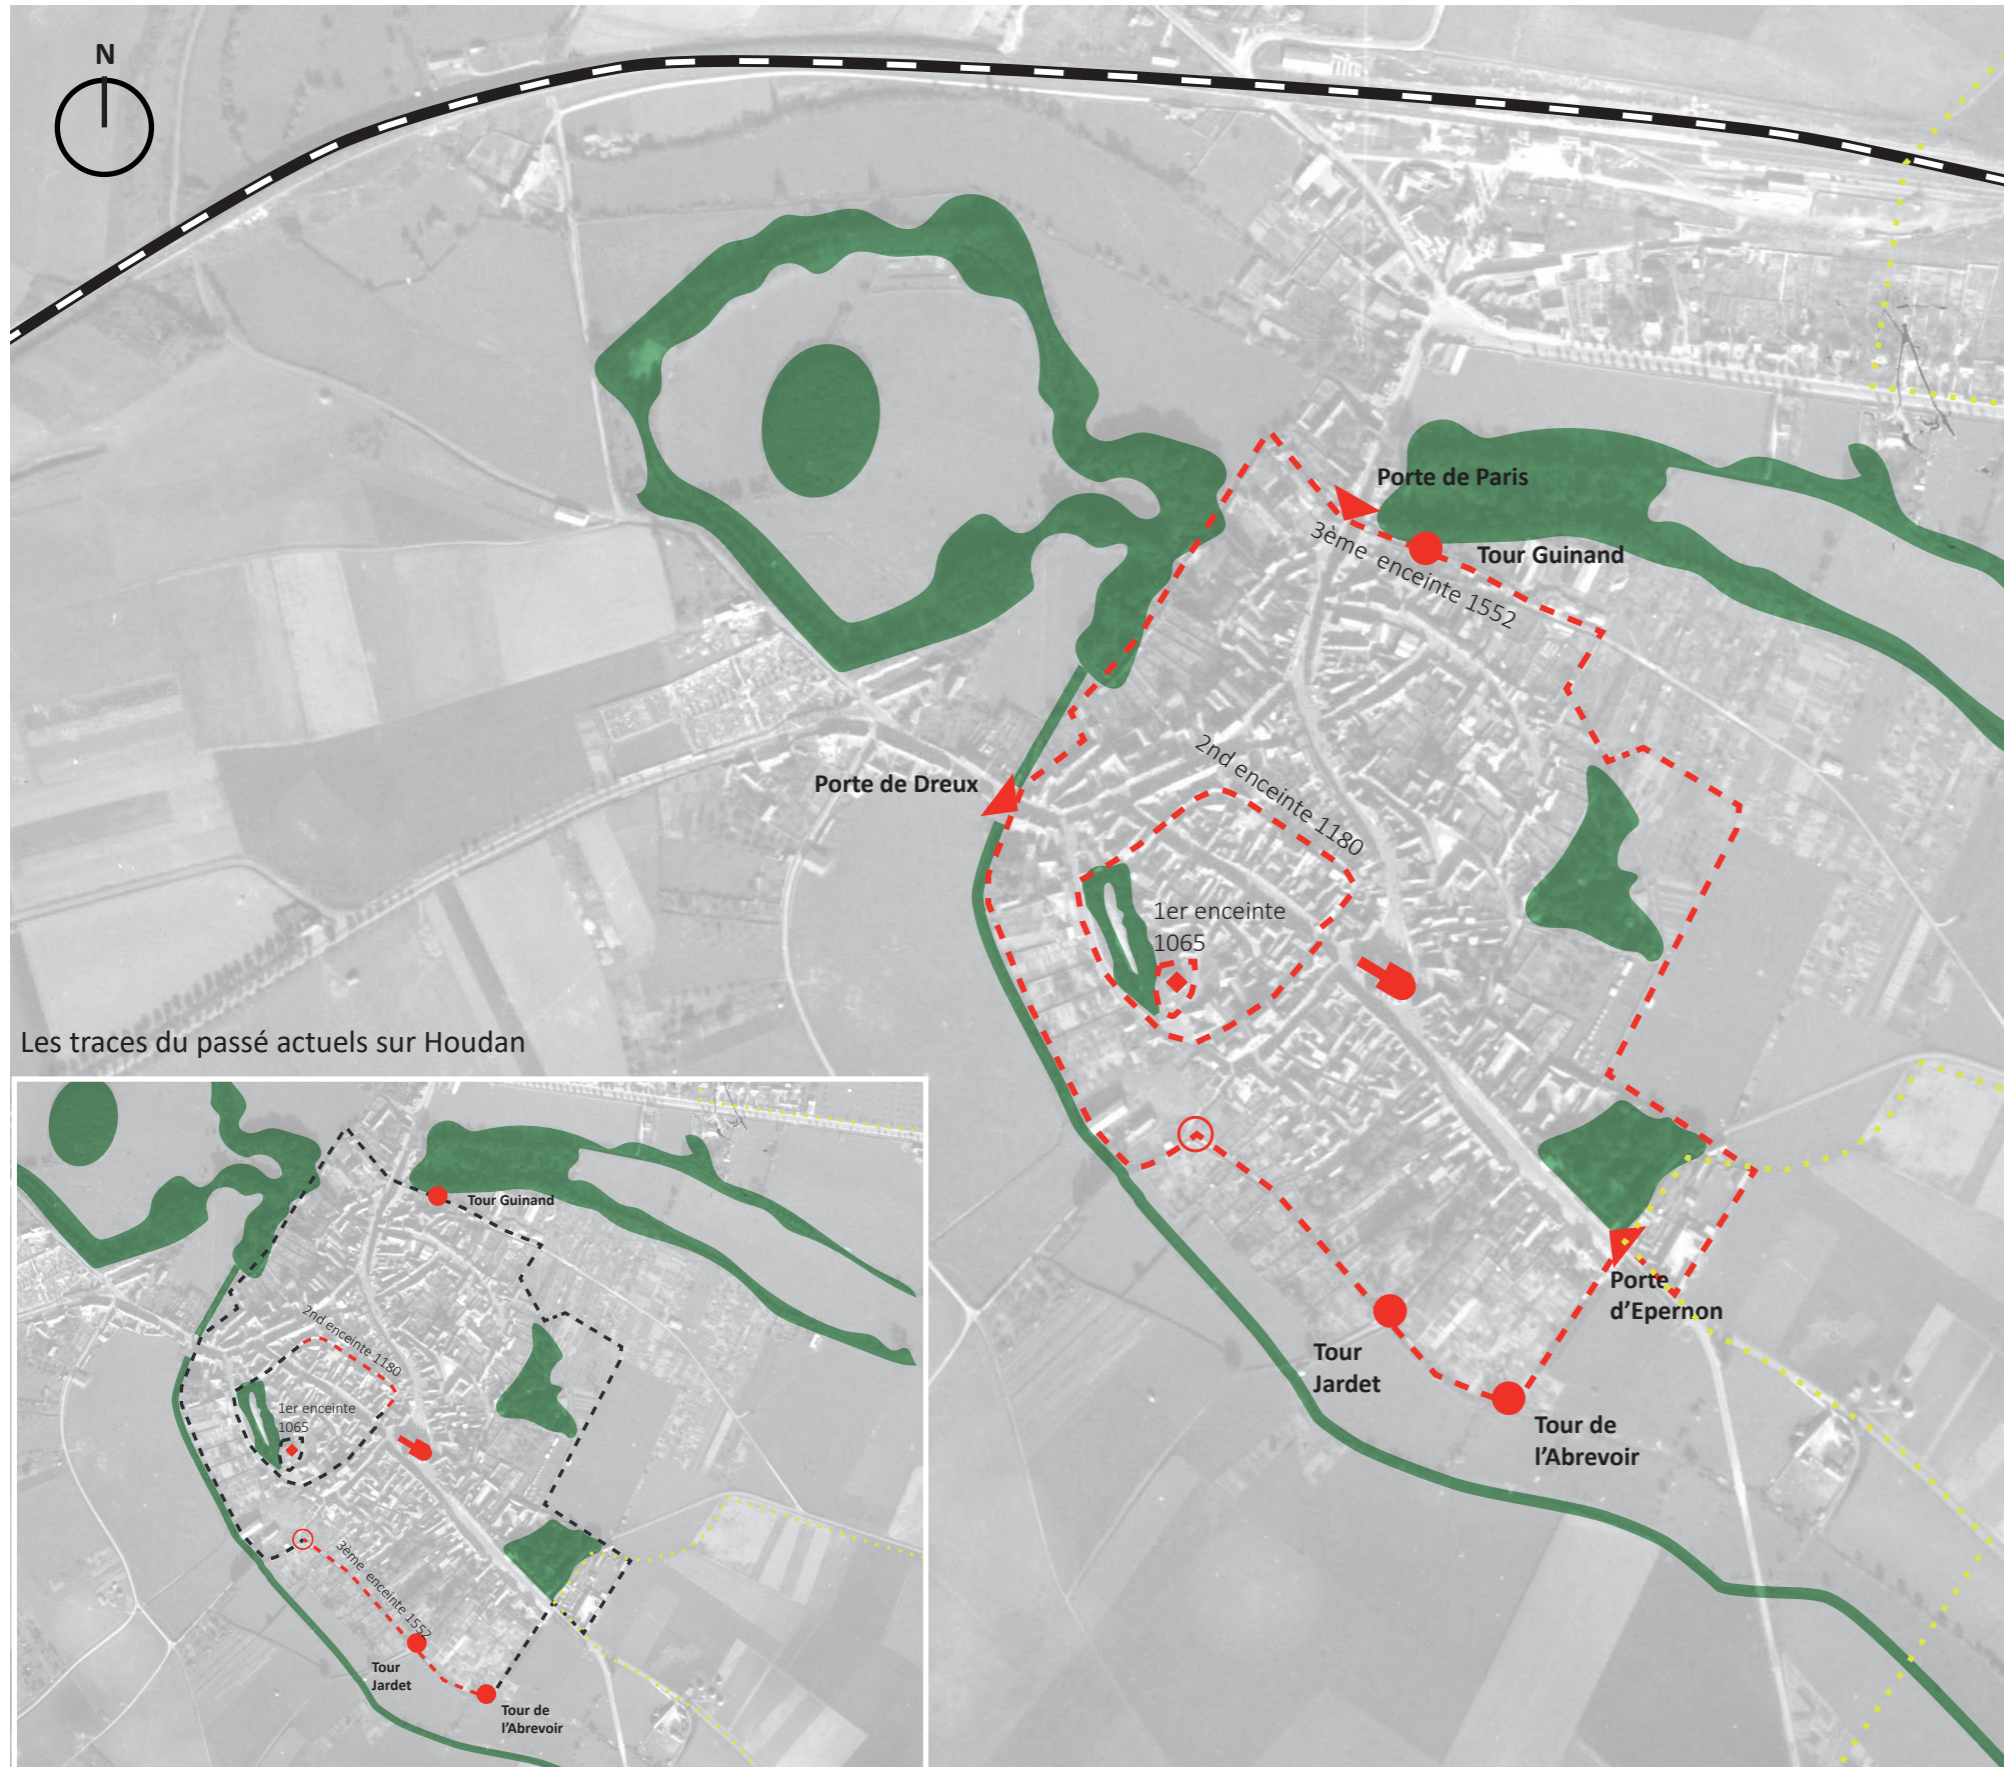 N
Porte de Paris
Tour Guinand
3ème enceinte 1552
2nd enceinte 1180
Porte de Dreux
1er enceinte
1065
Porte
d'Epernon
Tour
Jardet
Tour de
l'Abrevoir
Les traces du passé actuels sur Houdan
Tour Guinand
2nd enceinte 1180
1er enceinte
1065
3ème enceinte 1552
Tour
Jardet
Tour de
l'Abrevoir